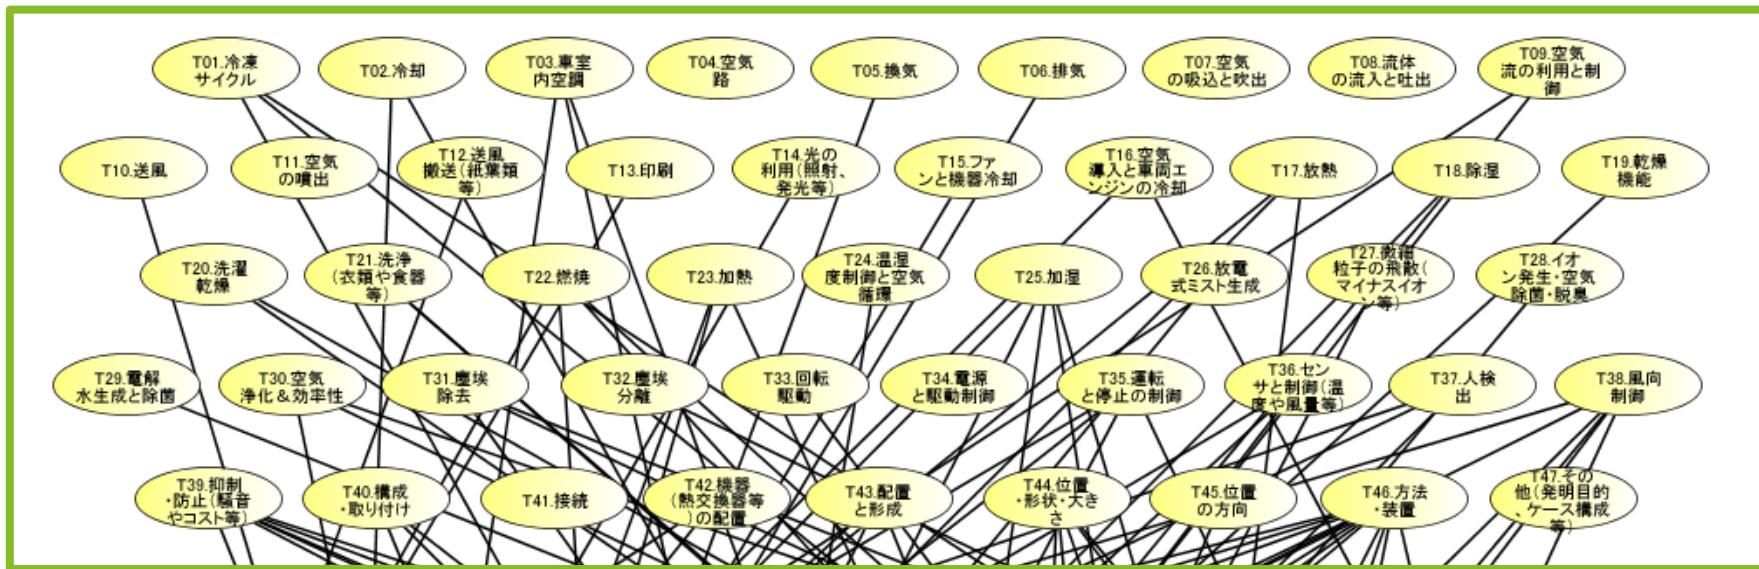 T01.冷凍
サイクル
T02.冷却
T03.車室
内空調
T04.空気
路
T05.換気
T06.排気
T07.空気
の吸込と吹出
T08.流体
の流入と吐出
T09.空気
流の利用と制
御
T10.送風
T11.空気
の噴出
T12.送風
搬送(紙葉類
等)
T13.印刷
T14.光の
利用(照射、
発光等)
T15.ファ
ンと機器冷却
T16.空気
導入と車両エ
ンジンの冷却
T17.放熱
T18.除湿
T19.乾燥
機能
T20.洗濯
乾燥
T21.洗浄
(衣類や食器
等)
T22.燃焼
T23.加熱
T24.温湿
度制御と空気
循環
T25.加湿
T26.放電
式ミスト生成
T27.微細
粒子の飛散(
マイナスイオ
ン等)
T28.イオ
ン発生・空気
除菌・脱臭
T29.電解
水生成と除菌
T30.空気
浄化&効率性
T31.塵埃
除去
T32.塵埃
分離
T33.回転
駆動
T34.電源
と駆動制御
T35.運転
と停止の制御
T36.セン
サと制御(温
度や風量等)
T37.人検
出
T38.風向
制御
T39.抑制
・防止(騒音
やコスト等)
T40.構成
・取り付け
T41.接続
T42.機器
(熱交換器等
)の配置
T43.配置
と形成
T44.位置
・形状・大き
さ
T45.位置
の方向
T46.方法
・装置
T47.その
他(発明目的
、ケース構成
等)